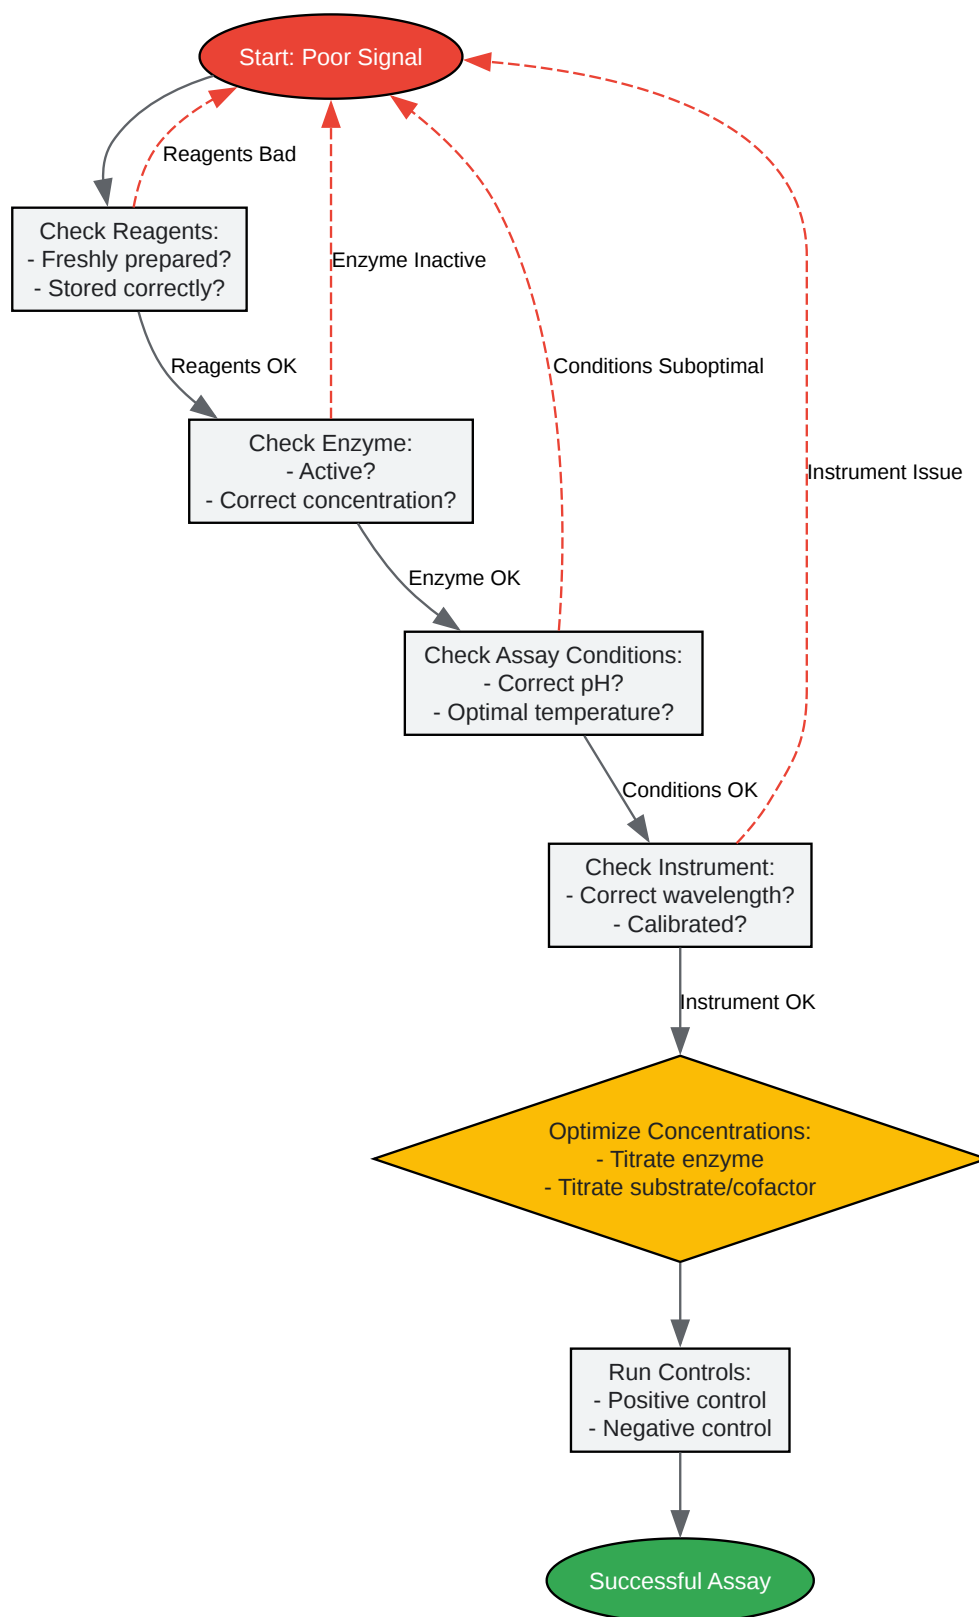 Start: Poor Signal
Reagents Bad
Check Reagents:
- Freshly prepared?
- Stored correctly?
Enzyme Inactive
Reagents OK
Conditions Suboptimal
Check Enzyme:
- Active?
- Correct concentration?
Instrument Issue
Enzyme OK
Check Assay Conditions:
- Correct pH?
- Optimal temperature?
Conditions OK
Check Instrument:
- Correct wavelength?
- Calibrated?
Instrument OK
Optimize Concentrations:
- Titrate enzyme
- Titrate substrate/cofactor
Run Controls:
- Positive control
- Negative control
Successful Assay